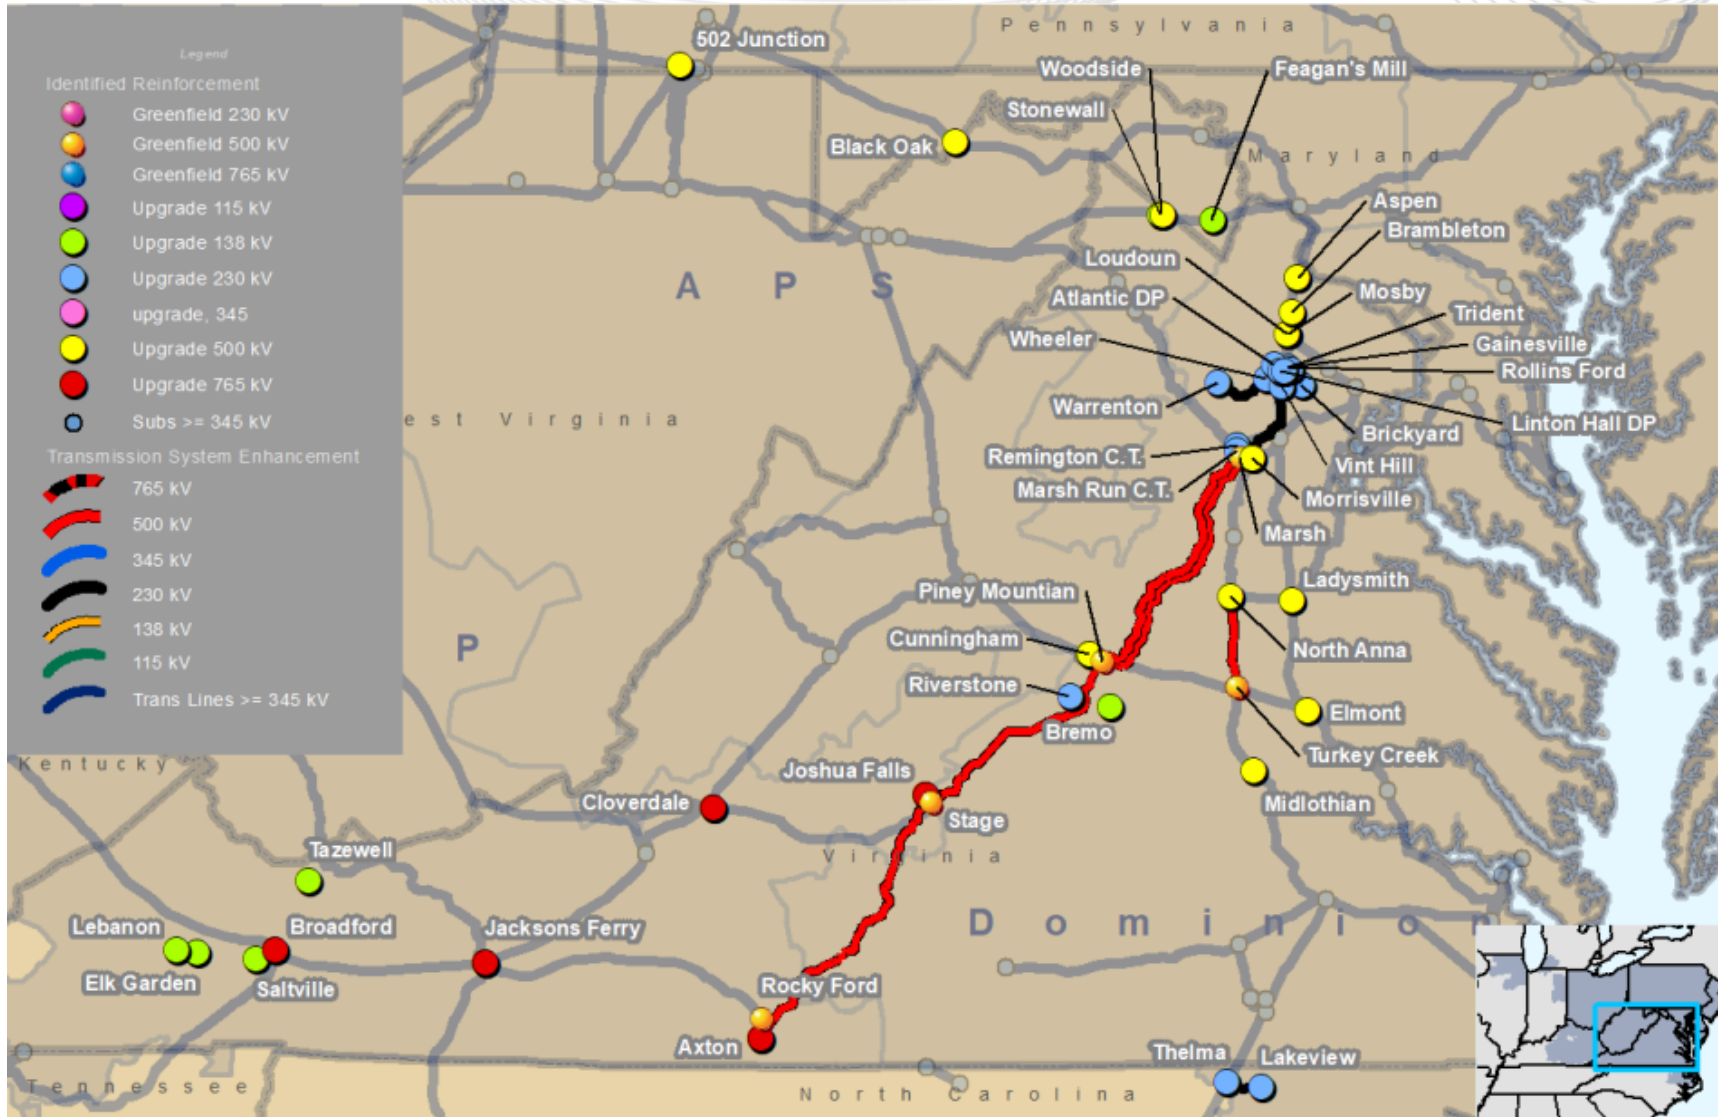 Legend
Identified Reinforcement
Greenfield 230 kV
Greenfield 500 kV
Greenfield 765 kV
Upgrade 115 kV
Upgrade 138 kV
Upgrade 230 kV
upgrade, 345
Upgrade 500 kV
Upgrade 765 kV
Subs >= 345 kV
Transmission System Enhancement
765 kV
500 kV
345 kV
230 kV
138 kV
115 kV
Trans Lines >= 345 kV
Pennsylvania
502 Junction
Woodside
Feagan's Mill
Stonewall
Black Oak
Maryland
Aspen
Brambleton
Loudoun
APS
Atlantic DP
Mosby
Trident
Wheeler
Gainesville
Rollins Ford
Warrenton
est Virginia
Linton Hall DP
Brickyard
Remington C.T.
Vint Hill
Marsh Run C.T.
Morrisville
Marsh
Piney Mountian
Ladysmith
Cunningham
P
North Anna
Riverstone
Elmont
Bremo
Turkey Creek
Kentucky
Joshua Falls
Cloverdale
Midlothian
Stage
Tazewell
Virginia
Dominion
Lebanon
Broadford
Jacksons Ferry
Elk Garden
Saltville
Rocky Ford
Axton
Thelma
Lakeview
Tennessee
North Carolina